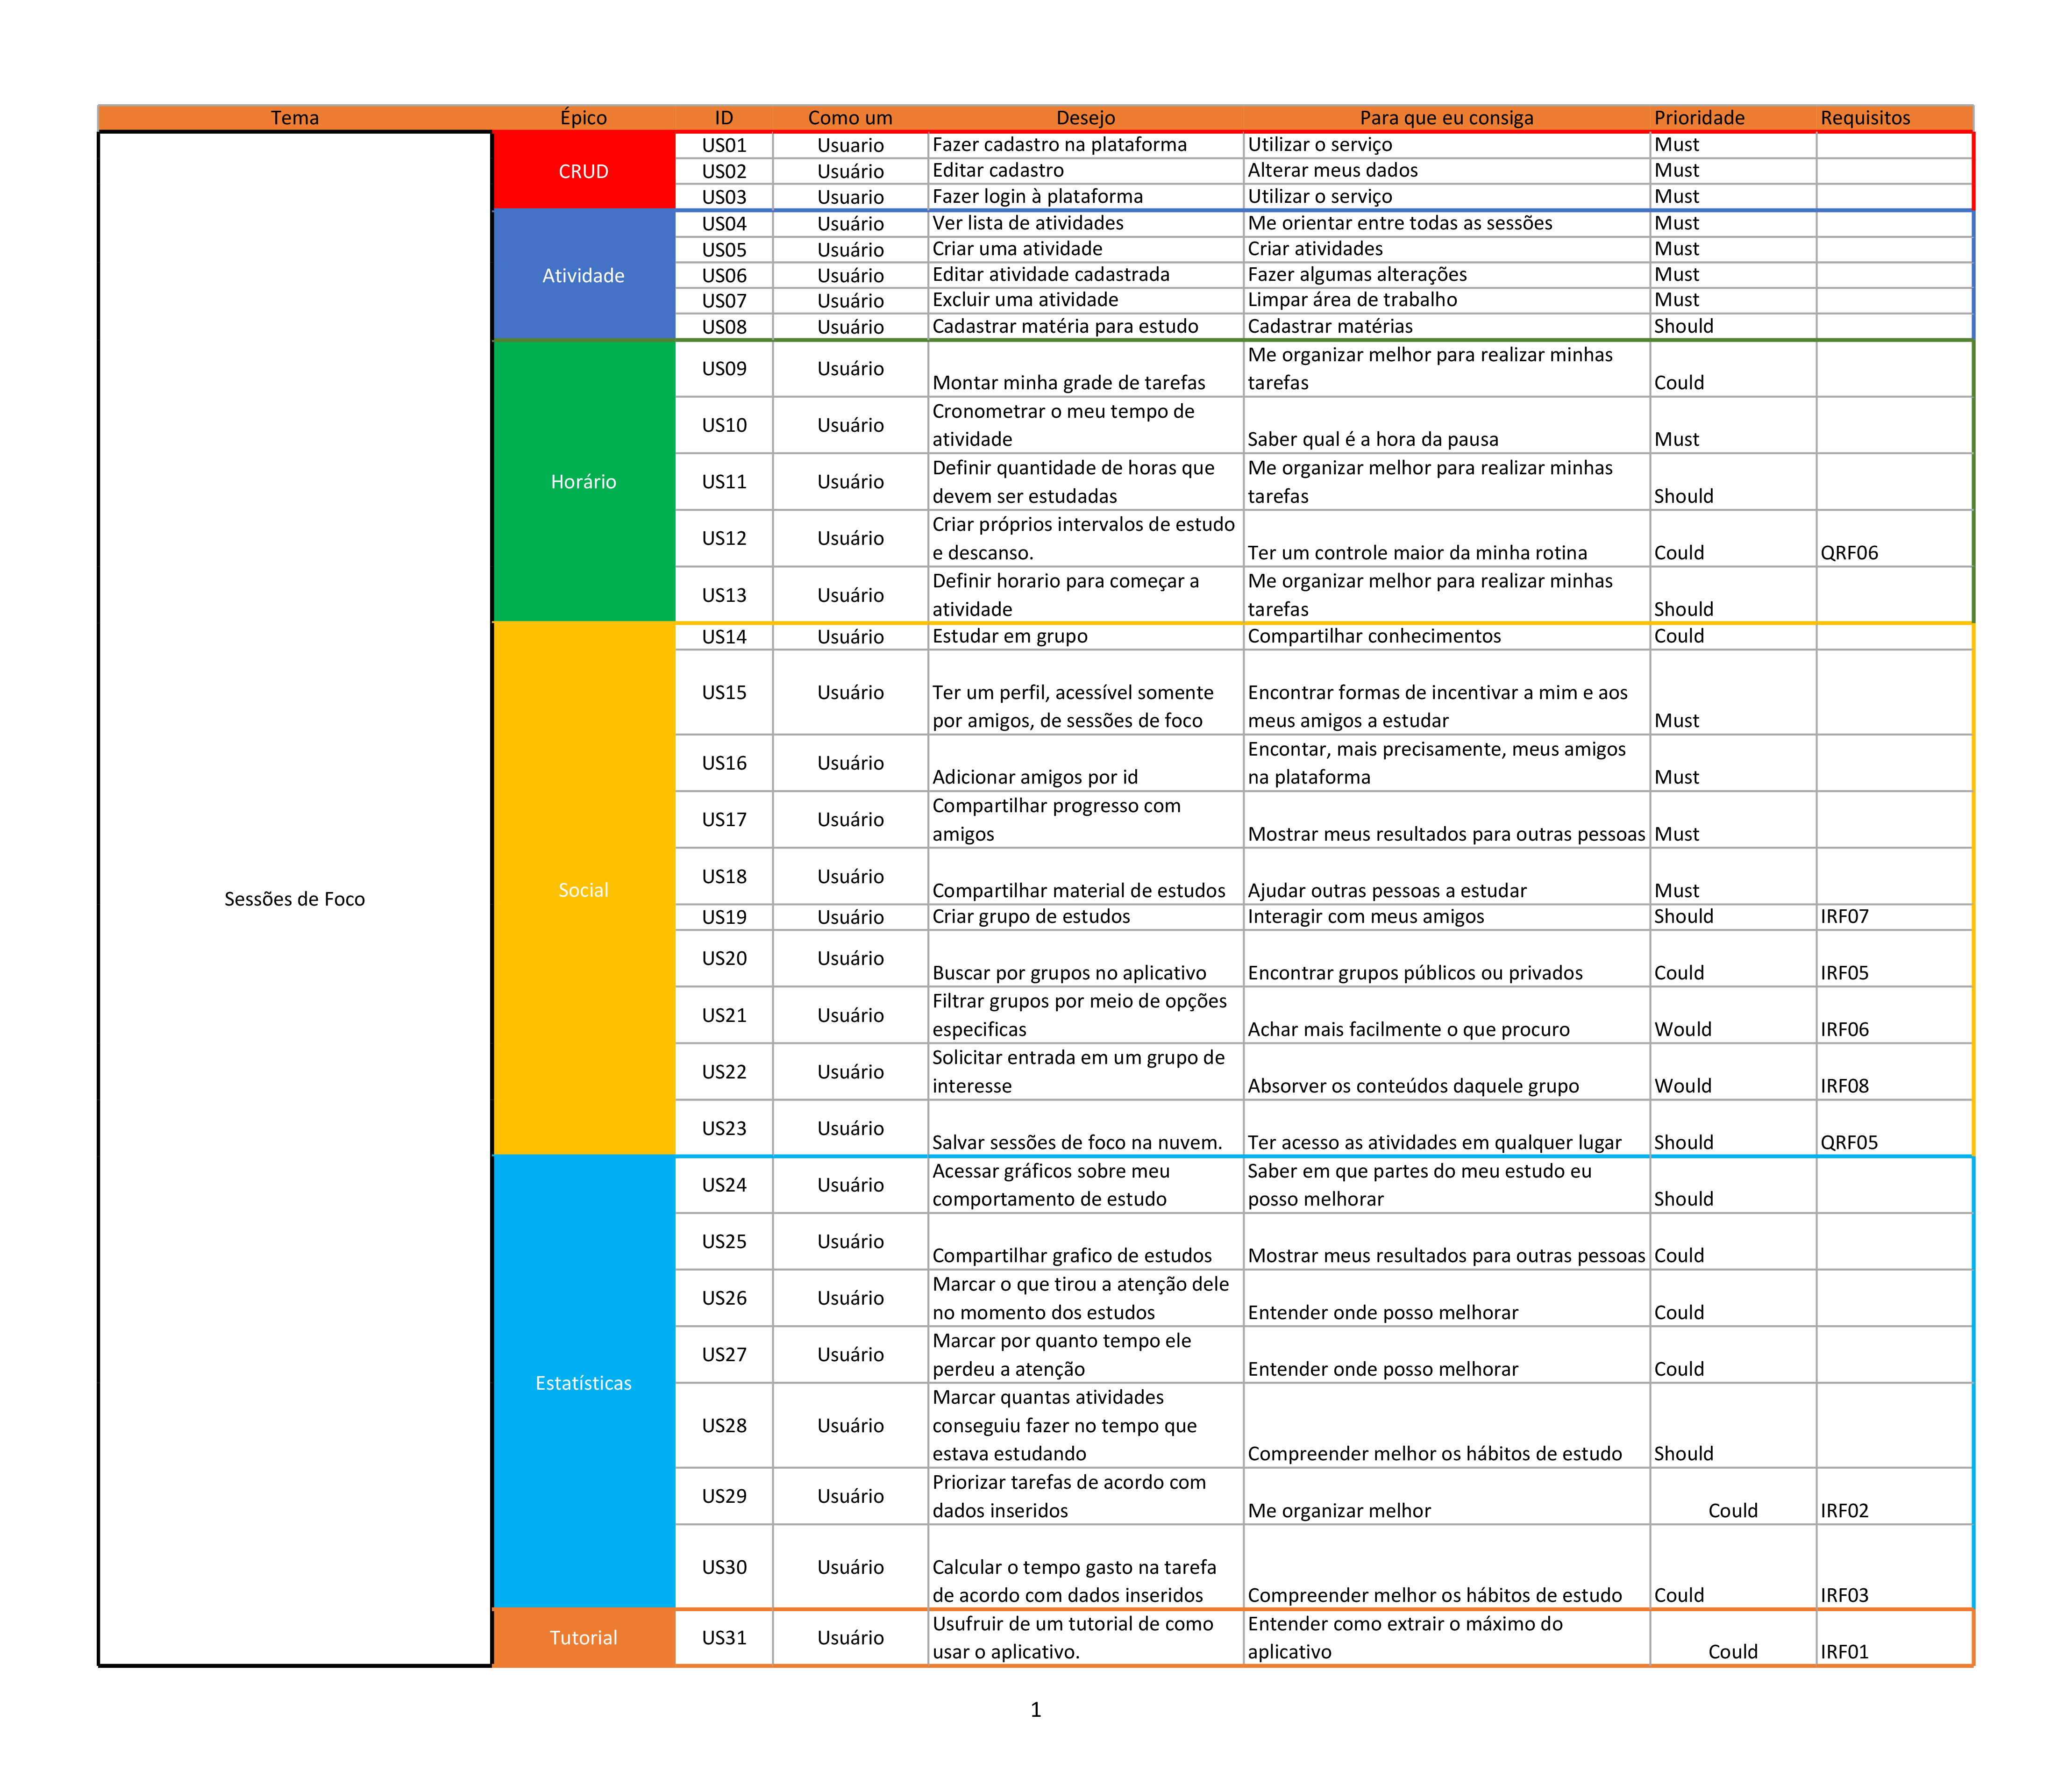 Tema Épico ID Como um Desejo Para que eu consiga Prioridade Requisitos
Sessões de Foco
CRUD
US01 Usuario Fazer cadastro na plataforma Utilizar o serviço Must
US02 Usuário Editar cadastro Alterar meus dados Must
US03 Usuario Fazer login à plataforma Utilizar o serviço Must
Atividade
US04 Usuário Ver lista de atividades Me orientar entre todas as sessões Must
US05 Usuário Criar uma atividade Criar atividades Must
US06 Usuário Editar atividade cadastrada Fazer algumas alterações Must
US07 Usuário Excluir uma atividade Limpar área de trabalho Must
US08 Usuário Cadastrar matéria para estudo Cadastrar matérias Should
Horário
US09 Usuário Montar minha grade de tarefas Me organizar melhor para realizar minhas
tarefas Could
US10 Usuário Cronometrar o meu tempo de
atividade Saber qual é a hora da pausa Must
US11 Usuário Definir quantidade de horas que
devem ser estudadas Me organizar melhor para realizar minhas
tarefas Should
US12 Usuário Criar próprios intervalos de estudo
e descanso. Ter um controle maior da minha rotina Could QRF06
US13 Usuário Definir horario para começar a
atividade Me organizar melhor para realizar minhas
tarefas Should
Social
US14 Usuário Estudar em grupo Compartilhar conhecimentos Could
US15 Usuário Ter um perfil, acessível somente
por amigos, de sessões de foco Encontrar formas de incentivar a mim e aos
meus amigos a estudar Must
US16 Usuário Adicionar amigos por id Encontar, mais precisamente, meus amigos
na plataforma Must
US17 Usuário Compartilhar progresso com
amigos Mostrar meus resultados para outras pessoas Must
US18 Usuário Compartilhar material de estudos Ajudar outras pessoas a estudar Must
US19 Usuário Criar grupo de estudos Interagir com meus amigos Should IRF07
US20 Usuário Buscar por grupos no aplicativo Encontrar grupos públicos ou privados Could IRF05
US21 Usuário Filtrar grupos por meio de opções
especificas Achar mais facilmente o que procuro Would IRF06
US22 Usuário Solicitar entrada em um grupo de
interesse Absorver os conteúdos daquele grupo Would IRF08
US23 Usuário Salvar sessões de foco na nuvem. Ter acesso as atividades em qualquer lugar Should QRF05
Estatísticas
US24 Usuário Acessar gráficos sobre meu
comportamento de estudo Saber em que partes do meu estudo eu
posso melhorar Should
US25 Usuário Compartilhar grafico de estudos Mostrar meus resultados para outras pessoas Could
US26 Usuário Marcar o que tirou a atenção dele
no momento dos estudos Entender onde posso melhorar Could
US27 Usuário Marcar por quanto tempo ele
perdeu a atenção Entender onde posso melhorar Could
US28 Usuário Marcar quantas atividades
conseguiu fazer no tempo que
estava estudando Compreender melhor os hábitos de estudo Should
US29 Usuário Priorizar tarefas de acordo com
dados inseridos Me organizar melhor Could IRF02
US30 Usuário Calcular o tempo gasto na tarefa
de acordo com dados inseridos Compreender melhor os hábitos de estudo Could IRF03
Tutorial
US31 Usuário Usufruir de um tutorial de como
usar o aplicativo. Entender como extrair o máximo do
aplicativo Could IRF01
1